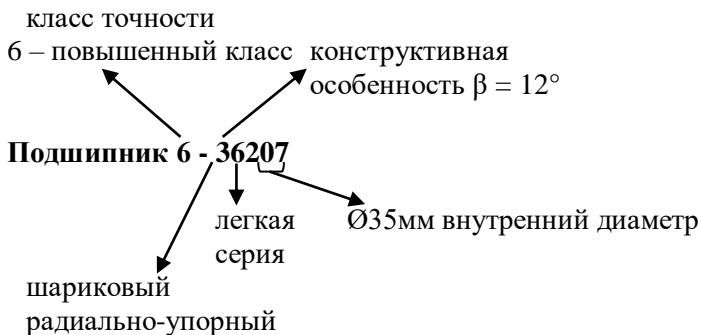 класс точности
6 – повышенный класс конструктивная
особенность β = 12°
Подшипник 6 - 36207
легкая
серия
Ø35мм внутренний диаметр
шариковый
радиально-упорный